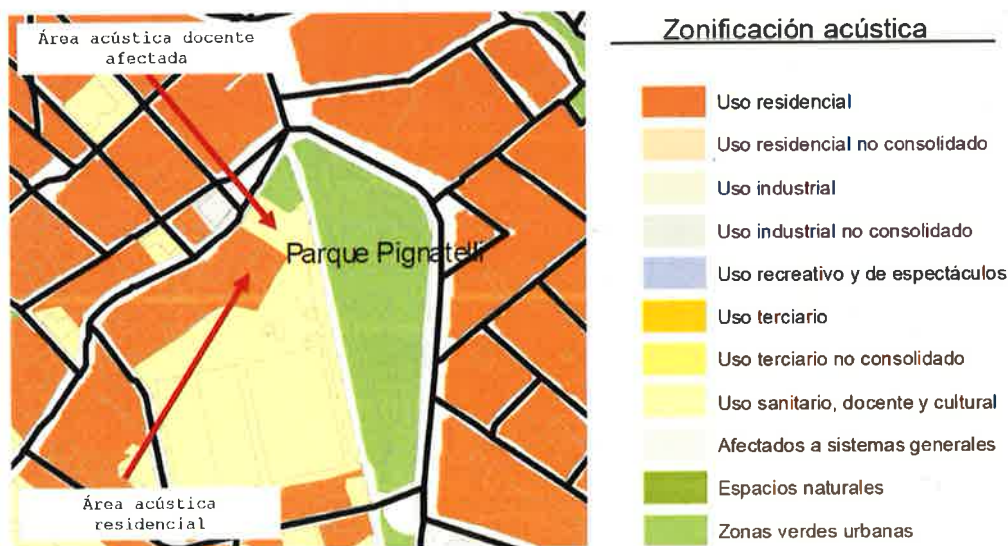 Área acústica docente
afectada
Parque Pignatelli
Área acústica
residencial
Zonificación acústica
Uso residencial
Uso residencial no consolidado
Uso industrial
Uso industrial no consolidado
Uso recreativo y de espectáculos
Uso terciario
Uso terciario no consolidado
Uso sanitario, docente y cultural
Afectados a sistemas generales
Espacios naturales
Zonas verdes urbanas